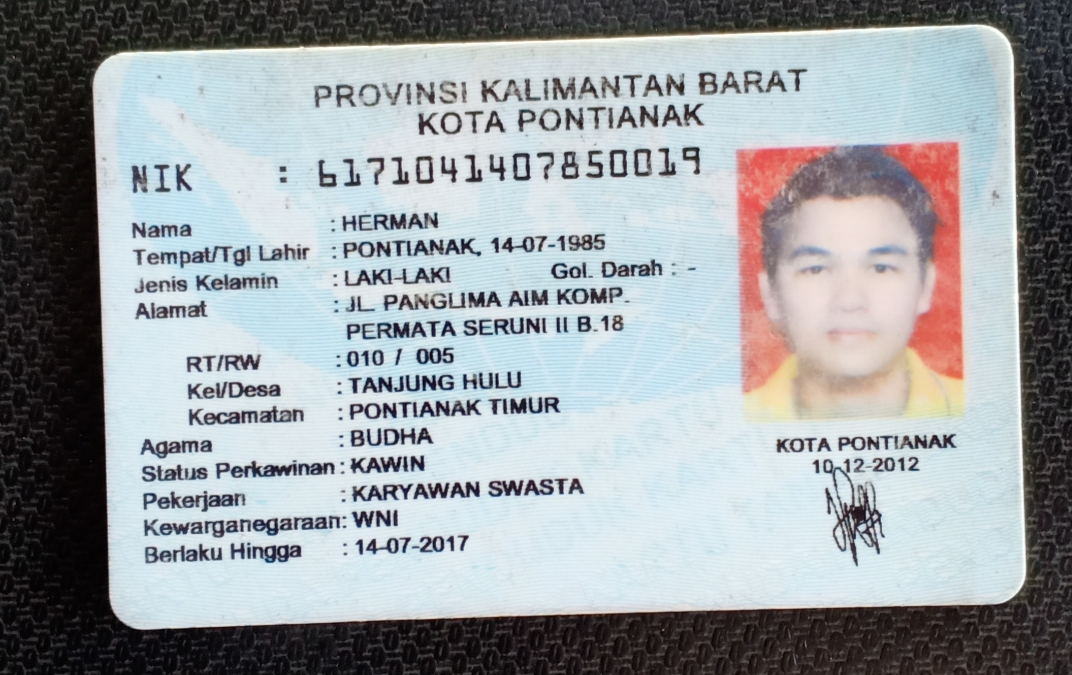 PROVINSI KALIMANTAN BARAT
KOTA PONTIANAK
NIK : 6171041407850019
Nama : HERMAN
Tempat/Tgl Lahir : PONTIANAK, 14-07-1985
Jenis Kelamin : LAKI-LAKI Gol. Darah : -
Alamat : JL. PANGLIMA AIM KOMP.
PERMATA SERUNI II B.18
RT/RW : 010 / 005
Kel/Desa : TANJUNG HULU
Kecamatan : PONTIANAK TIMUR
Agama : BUDHA
Status Perkawinan : KAWIN
Pekerjaan : KARYAWAN SWASTA
Kewarganegaraan: WNI
Berlaku Hingga : 14-07-2017
KOTA PONTIANAK
10-12-2012